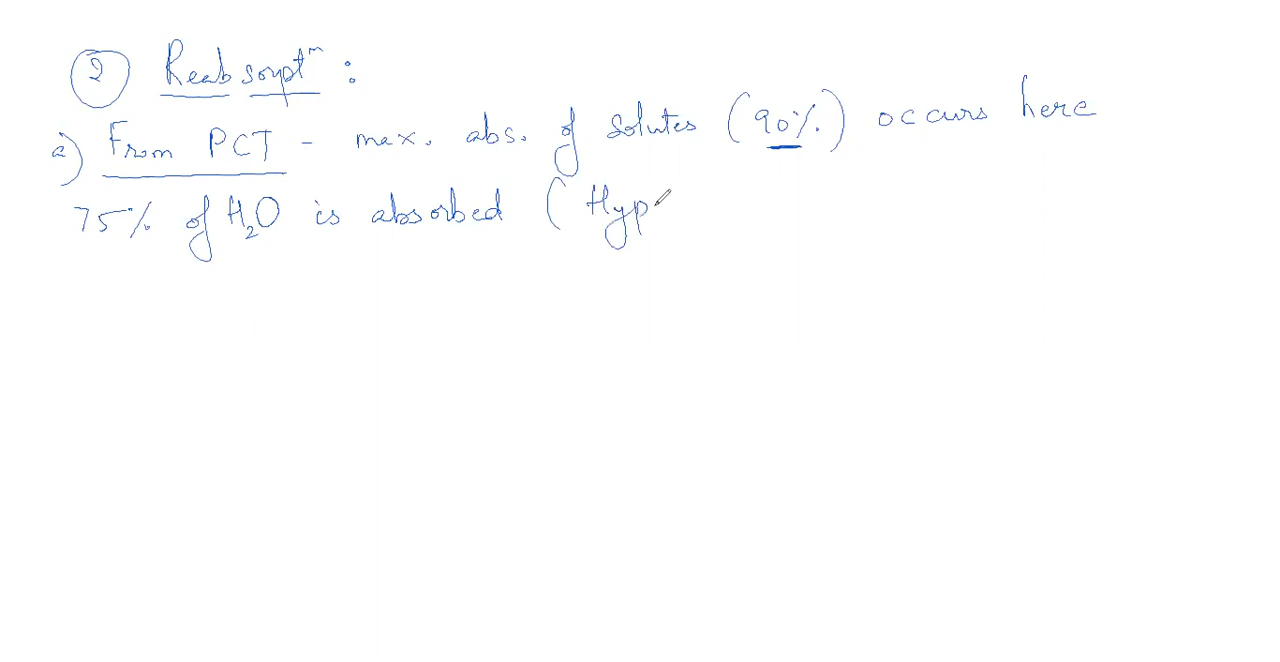 ② Reabsorptⁿ :
a) From PCT - max. abs. of solutes (90%) occurs here
75% of H₂O is absorbed ( Hyp